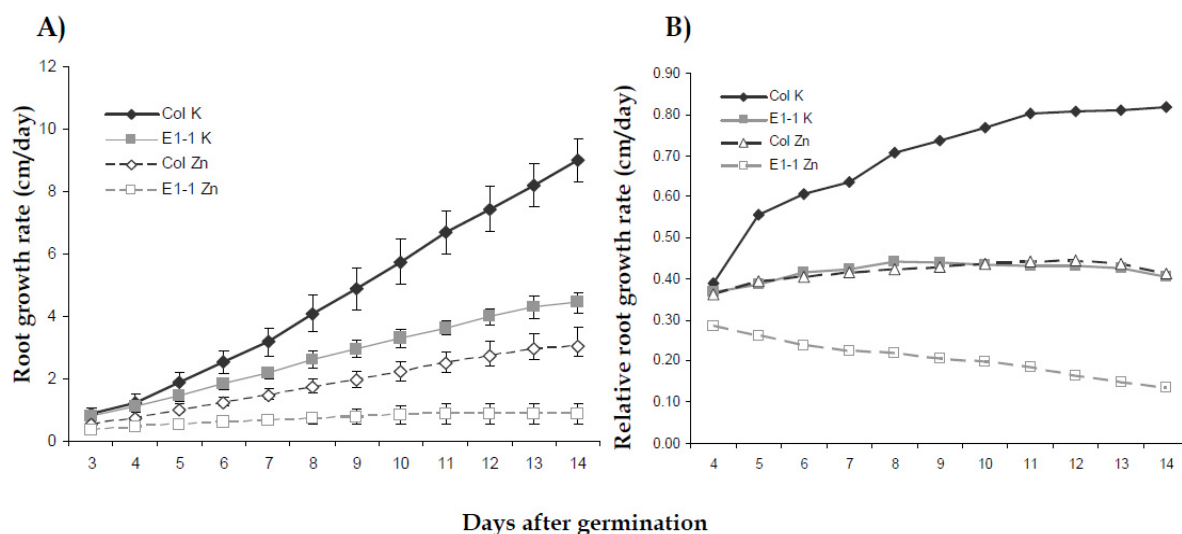 A)
Root growth rate (cm/day)
12
10
8
6
4
2
0
Col K
E1-1 K
Col Zn
E1-1 Zn
3 4 5 6 7 8 9 10 11 12 13 14
B)
Relative root growth rate (cm/day)
0.90
0.80
0.70
0.60
0.50
0.40
0.30
0.20
0.10
0.00
Col K
E1-1 K
Col Zn
E1-1 Zn
4 5 6 7 8 9 10 11 12 13 14
Days after germination